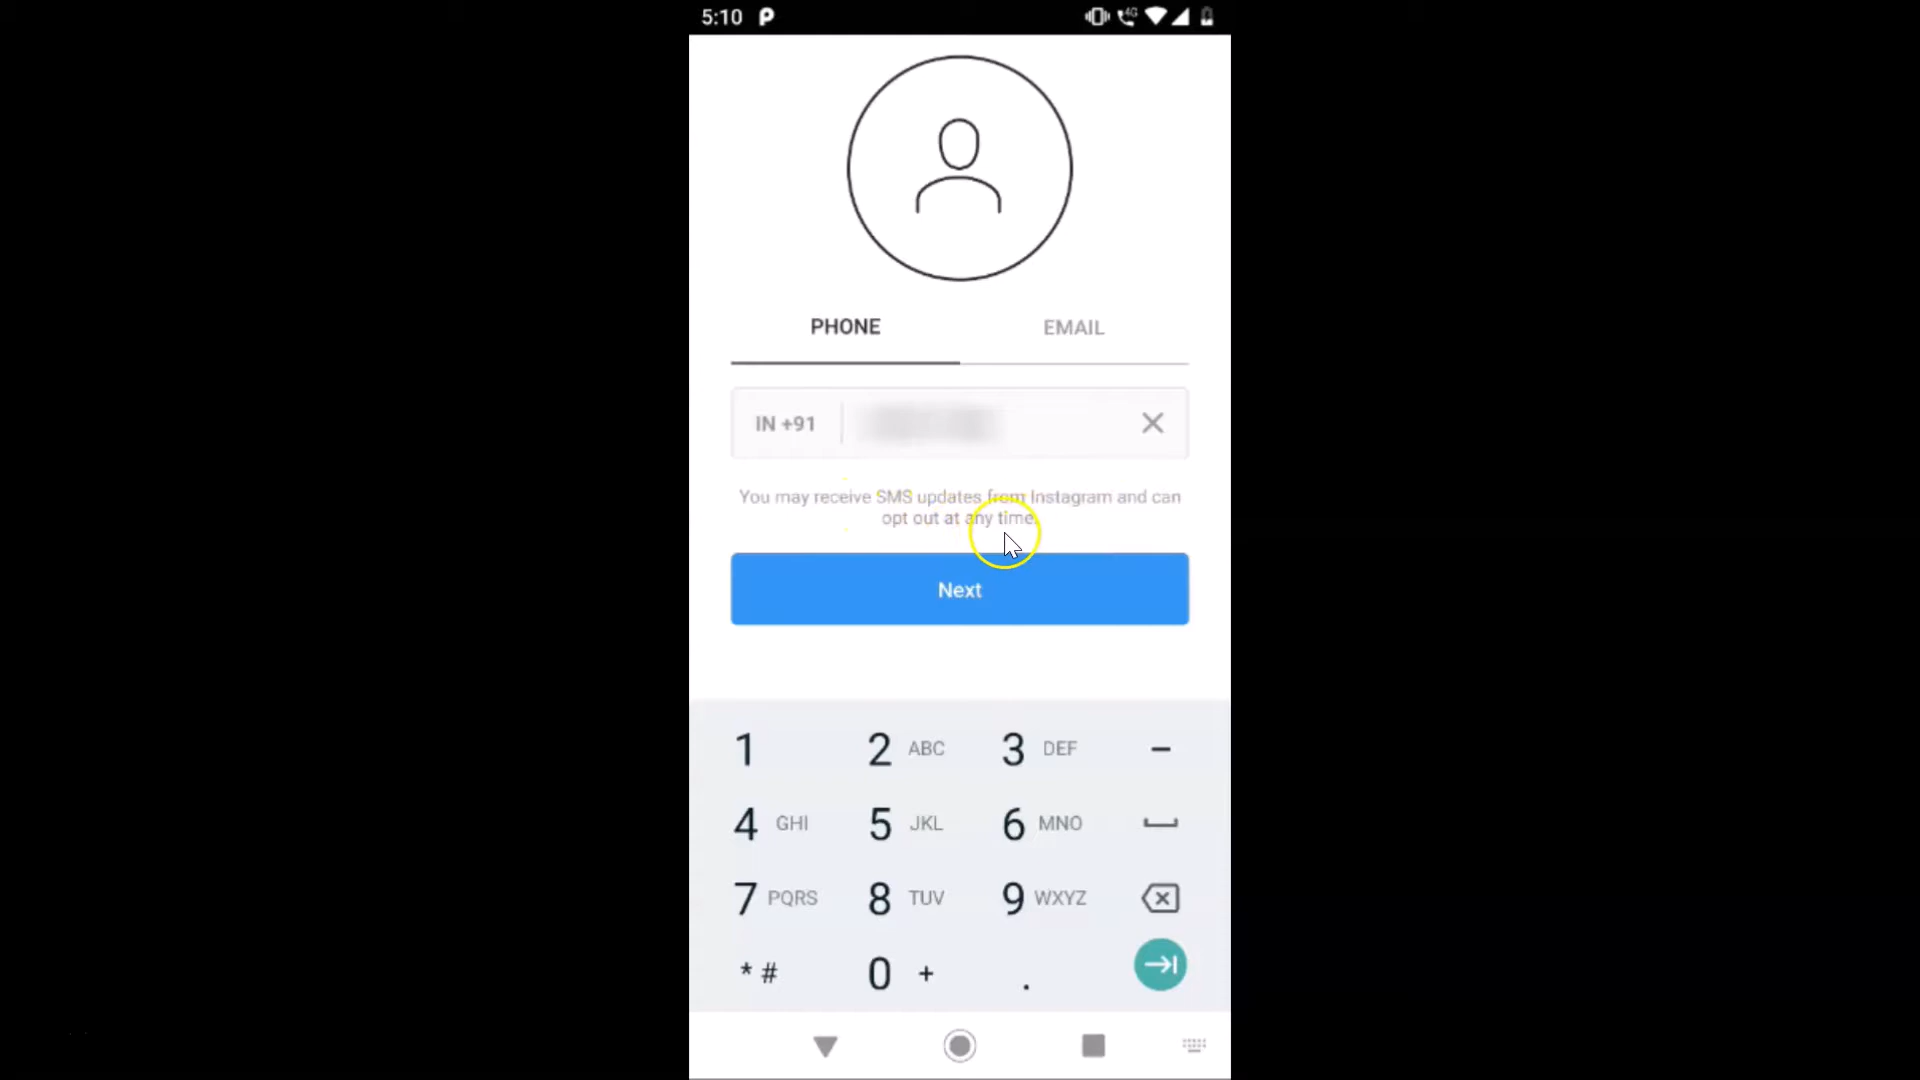 5:10
4G
PHONE EMAIL
IN +91
You may receive SMS updates from Instagram and can
opt out at any time.
Next
1 2 ABC 3 DEF -
4 GHI 5 JKL 6 MNO
7 PQRS 8 TUV 9 WXYZ
* # 0 + .